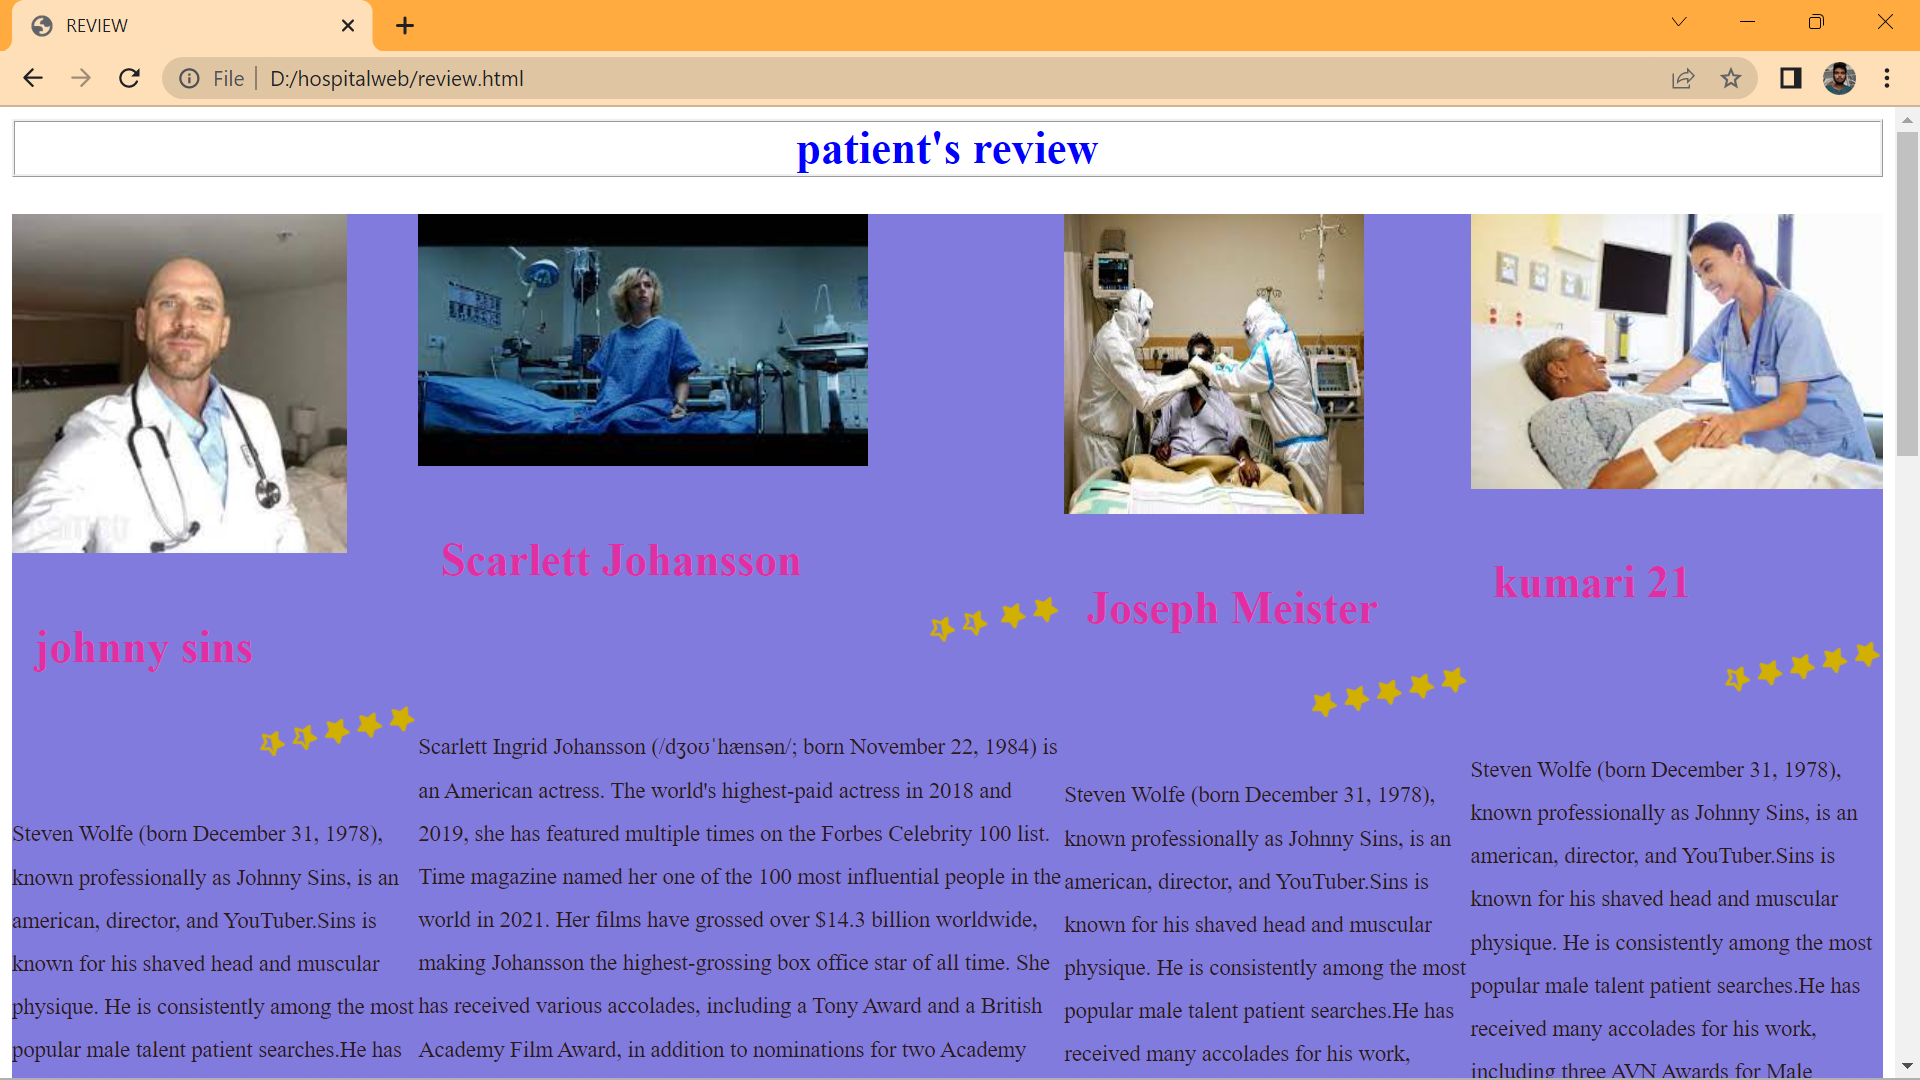 REVIEW
File D:/hospitalweb/review.html
patient's review
johnny sins
Steven Wolfe (born December 31, 1978),
known professionally as Johnny Sins, is an
american, director, and YouTuber.Sins is
known for his shaved head and muscular
physique. He is consistently among the most
popular male talent patient searches.He has
Scarlett Johansson
Scarlett Ingrid Johansson (/dʒoʊˈhænsən/; born November 22, 1984) is
an American actress. The world's highest-paid actress in 2018 and
2019, she has featured multiple times on the Forbes Celebrity 100 list.
Time magazine named her one of the 100 most influential people in the
world in 2021. Her films have grossed over $14.3 billion worldwide,
making Johansson the highest-grossing box office star of all time. She
has received various accolades, including a Tony Award and a British
Academy Film Award, in addition to nominations for two Academy
Joseph Meister
Steven Wolfe (born December 31, 1978),
known professionally as Johnny Sins, is an
american, director, and YouTuber.Sins is
known for his shaved head and muscular
physique. He is consistently among the most
popular male talent patient searches.He has
received many accolades for his work,
kumari 21
Steven Wolfe (born December 31, 1978),
known professionally as Johnny Sins, is an
american, director, and YouTuber.Sins is
known for his shaved head and muscular
physique. He is consistently among the most
popular male talent patient searches.He has
received many accolades for his work,
including three AVN Awards for Male